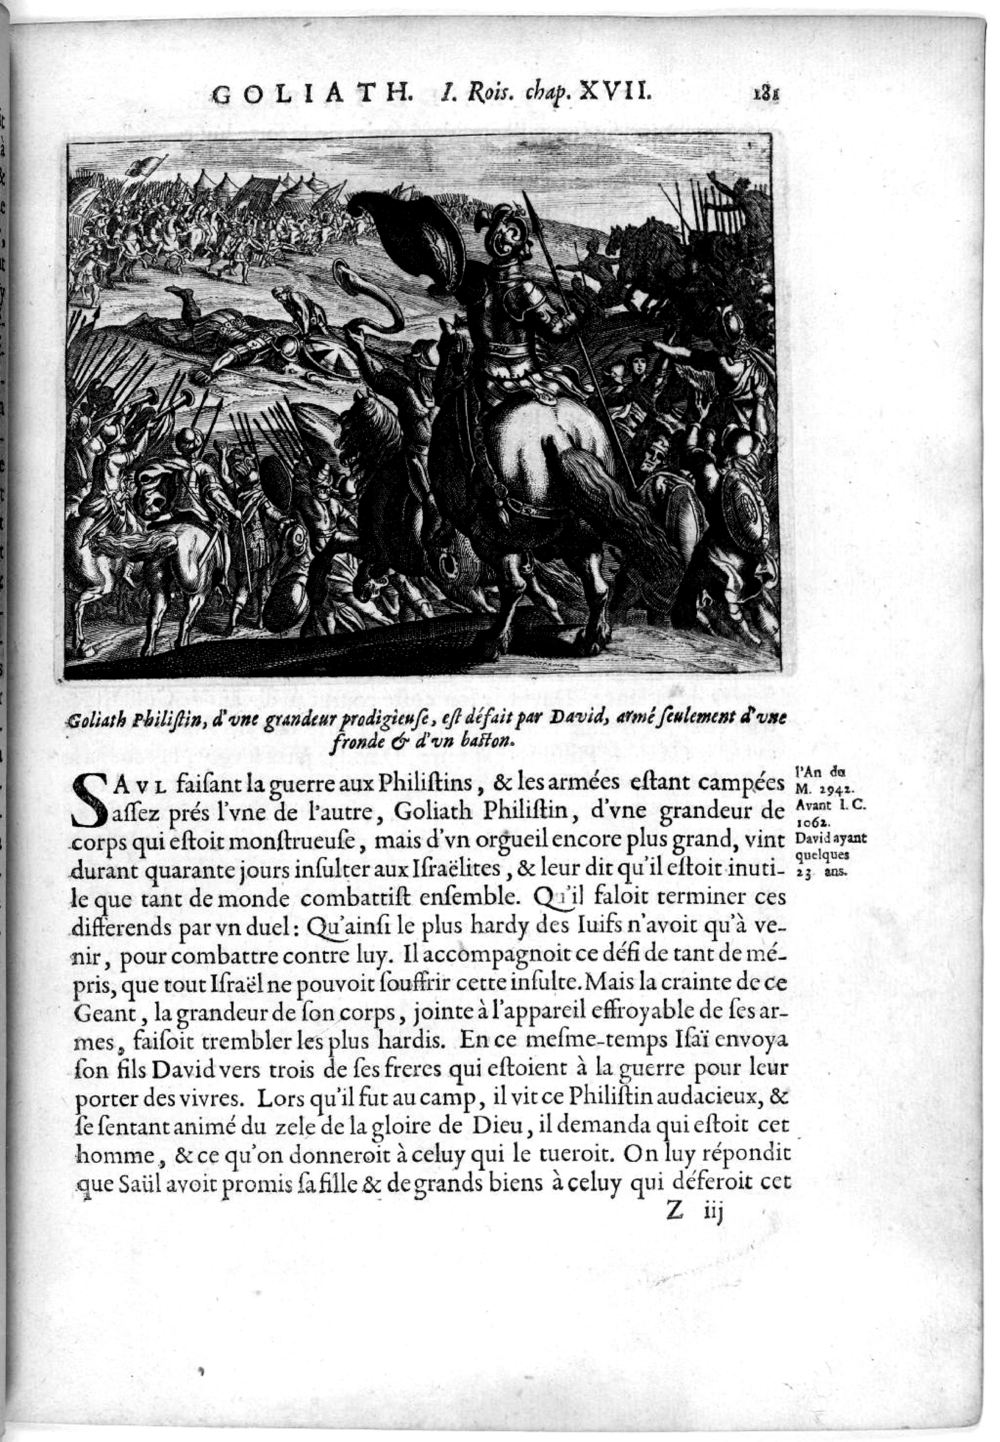 GOLIATH. I. Rois. chap. XVII. 181
Goliath Philiſtin, d'vne grandeur prodigieuſe, eſt défait par David, armé ſeulement d'vne
fronde & d'vn baſton.
SAVL faiſant la guerre aux Philiſtins, & les armées eſtant campées
aſſez prés l'vne de l'autre, Goliath Philiſtin, d'vne grandeur de
corps qui eſtoit monſtrueuſe, mais d'vn orgueil encore plus grand, vint
durant quarante jours inſulter aux Iſraëlites, & leur dit qu'il eſtoit inuti-
le que tant de monde combattiſt enſemble. Qu'il faloit terminer ces
differends par vn duel: Qu'ainſi le plus hardy des Iuifs n'avoit qu'à ve-
nir, pour combattre contre luy. Il accompagnoit ce défi de tant de mé-
pris, que tout Iſraël ne pouvoit ſouffrir cette inſulte. Mais la crainte de ce
Geant, la grandeur de ſon corps, jointe à l'appareil effroyable de ſes ar-
mes, faiſoit trembler les plus hardis. En ce meſme-temps Iſaï envoya
ſon fils David vers trois de ſes freres qui eſtoient à la guerre pour leur
porter des vivres. Lors qu'il fut au camp, il vit ce Philiſtin audacieux, &
ſe ſentant animé du zele de la gloire de Dieu, il demanda qui eſtoit cet
homme, & ce qu'on donneroit à celuy qui le tueroit. On luy répondit
que Saül avoit promis ſa fille & de grands biens à celuy qui déferoit cet
Z iij
l'An du
M. 2942.
Avant I. C.
1062.
David ayant
quelques
23 ans.